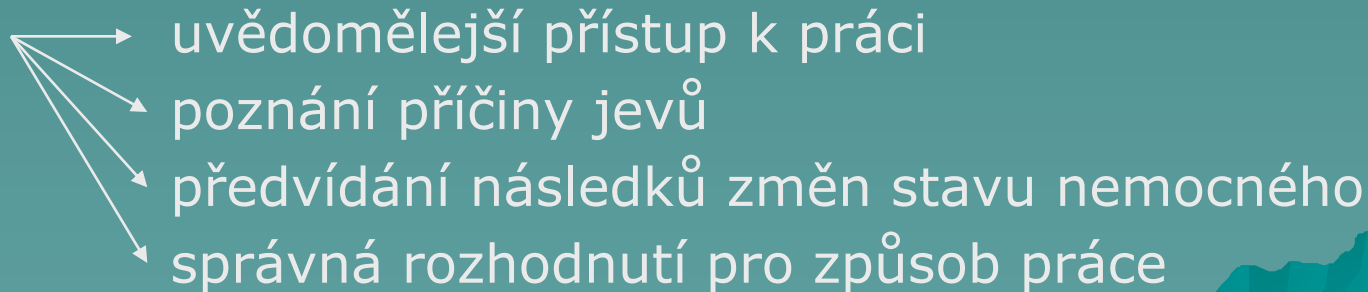 uvědomělejší přístup k práci
poznání příčiny jevů
předvídání následků změn stavu nemocného
správná rozhodnutí pro způsob práce